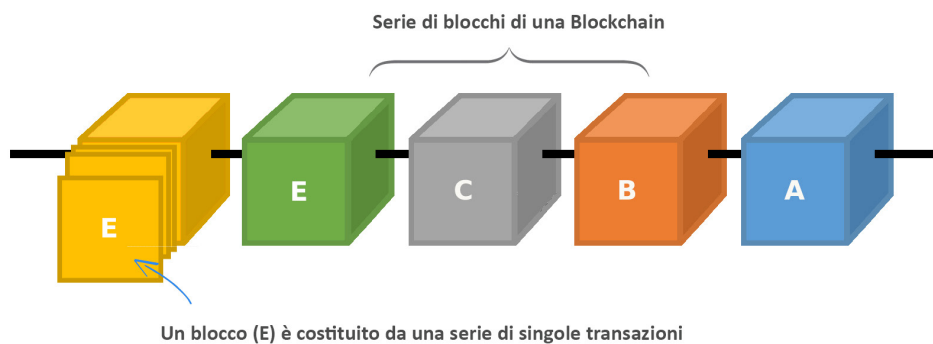 Serie di blocchi di una Blockchain
E
E
C
B
A
Un blocco (E) è costituito da una serie di singole transazioni